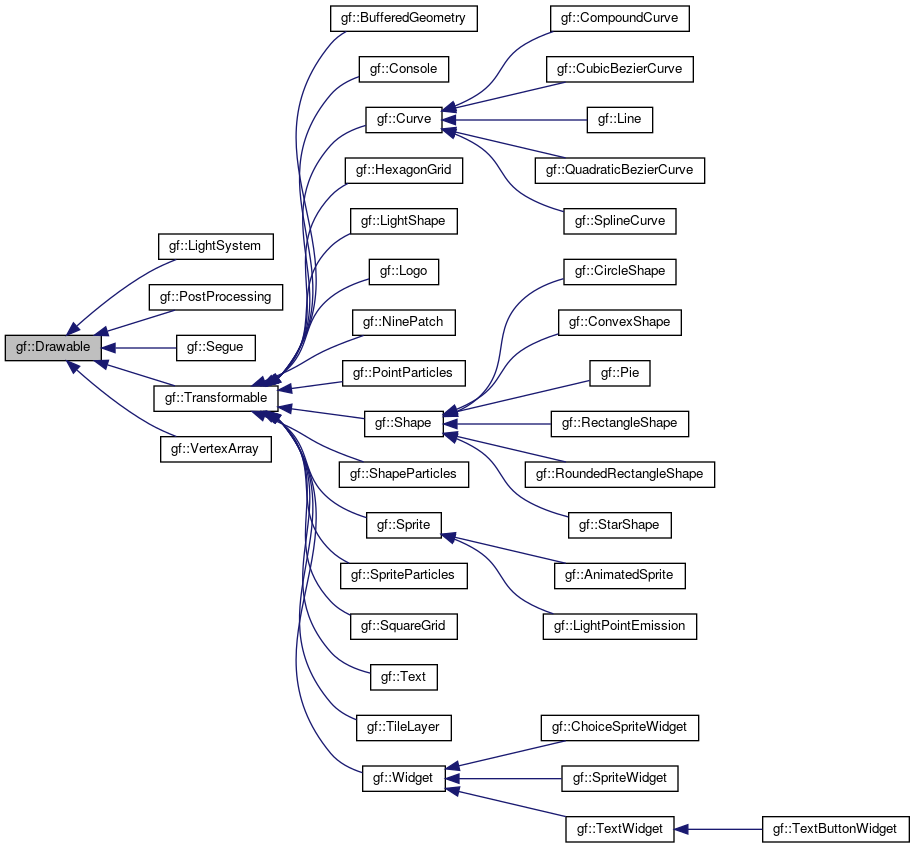 gf::BufferedGeometry
gf::CompoundCurve
gf::Console
gf::CubicBezierCurve
gf::Curve
gf::Line
gf::HexagonGrid
gf::QuadraticBezierCurve
gf::LightShape
gf::SplineCurve
gf::LightSystem
gf::Logo
gf::CircleShape
gf::PostProcessing
gf::NinePatch
gf::ConvexShape
gf::Drawable
gf::Segue
gf::PointParticles
gf::Pie
gf::Transformable
gf::Shape
gf::RectangleShape
gf::VertexArray
gf::ShapeParticles
gf::RoundedRectangleShape
gf::Sprite
gf::StarShape
gf::SpriteParticles
gf::AnimatedSprite
gf::SquareGrid
gf::LightPointEmission
gf::Text
gf::TileLayer
gf::ChoiceSpriteWidget
gf::Widget
gf::SpriteWidget
gf::TextWidget
gf::TextButtonWidget